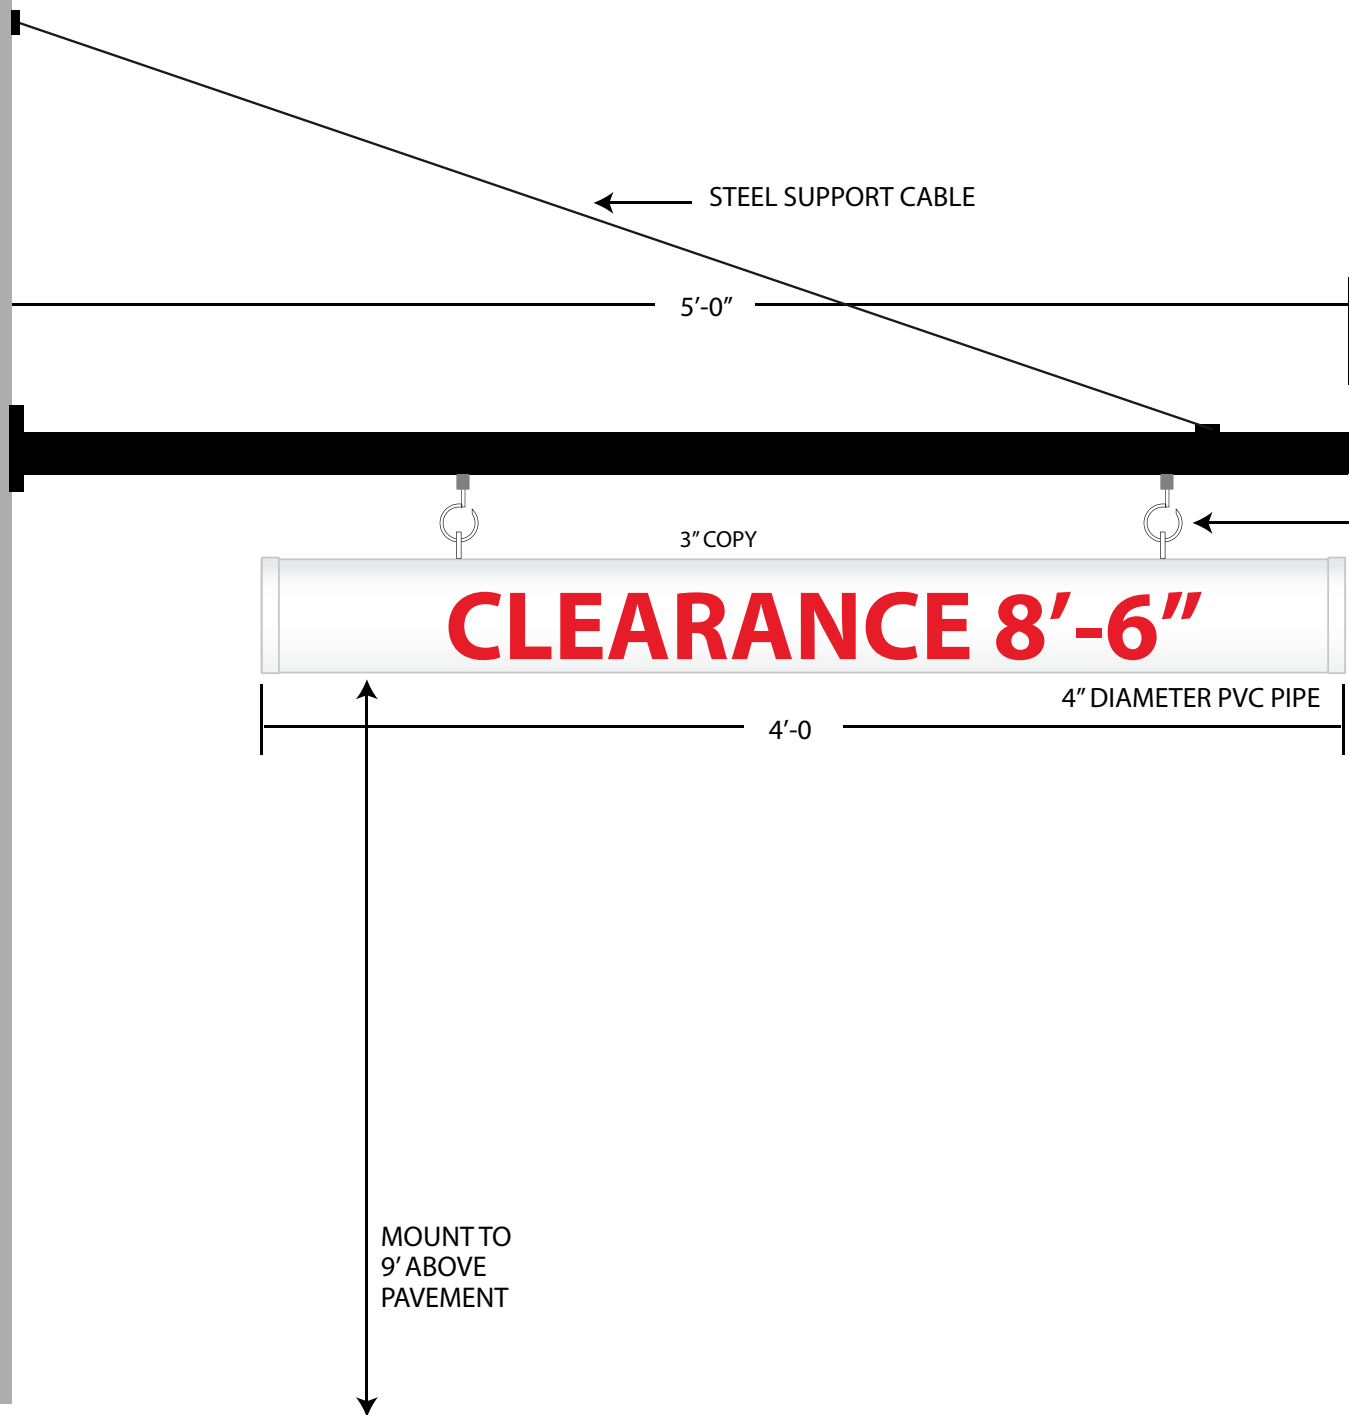 STEEL SUPPORT CABLE
5’-0”
3” COPY
CLEARANCE 8’-6”
4” DIAMETER PVC PIPE
4’-0
MOUNT TO
9’ ABOVE
PAVEMENT